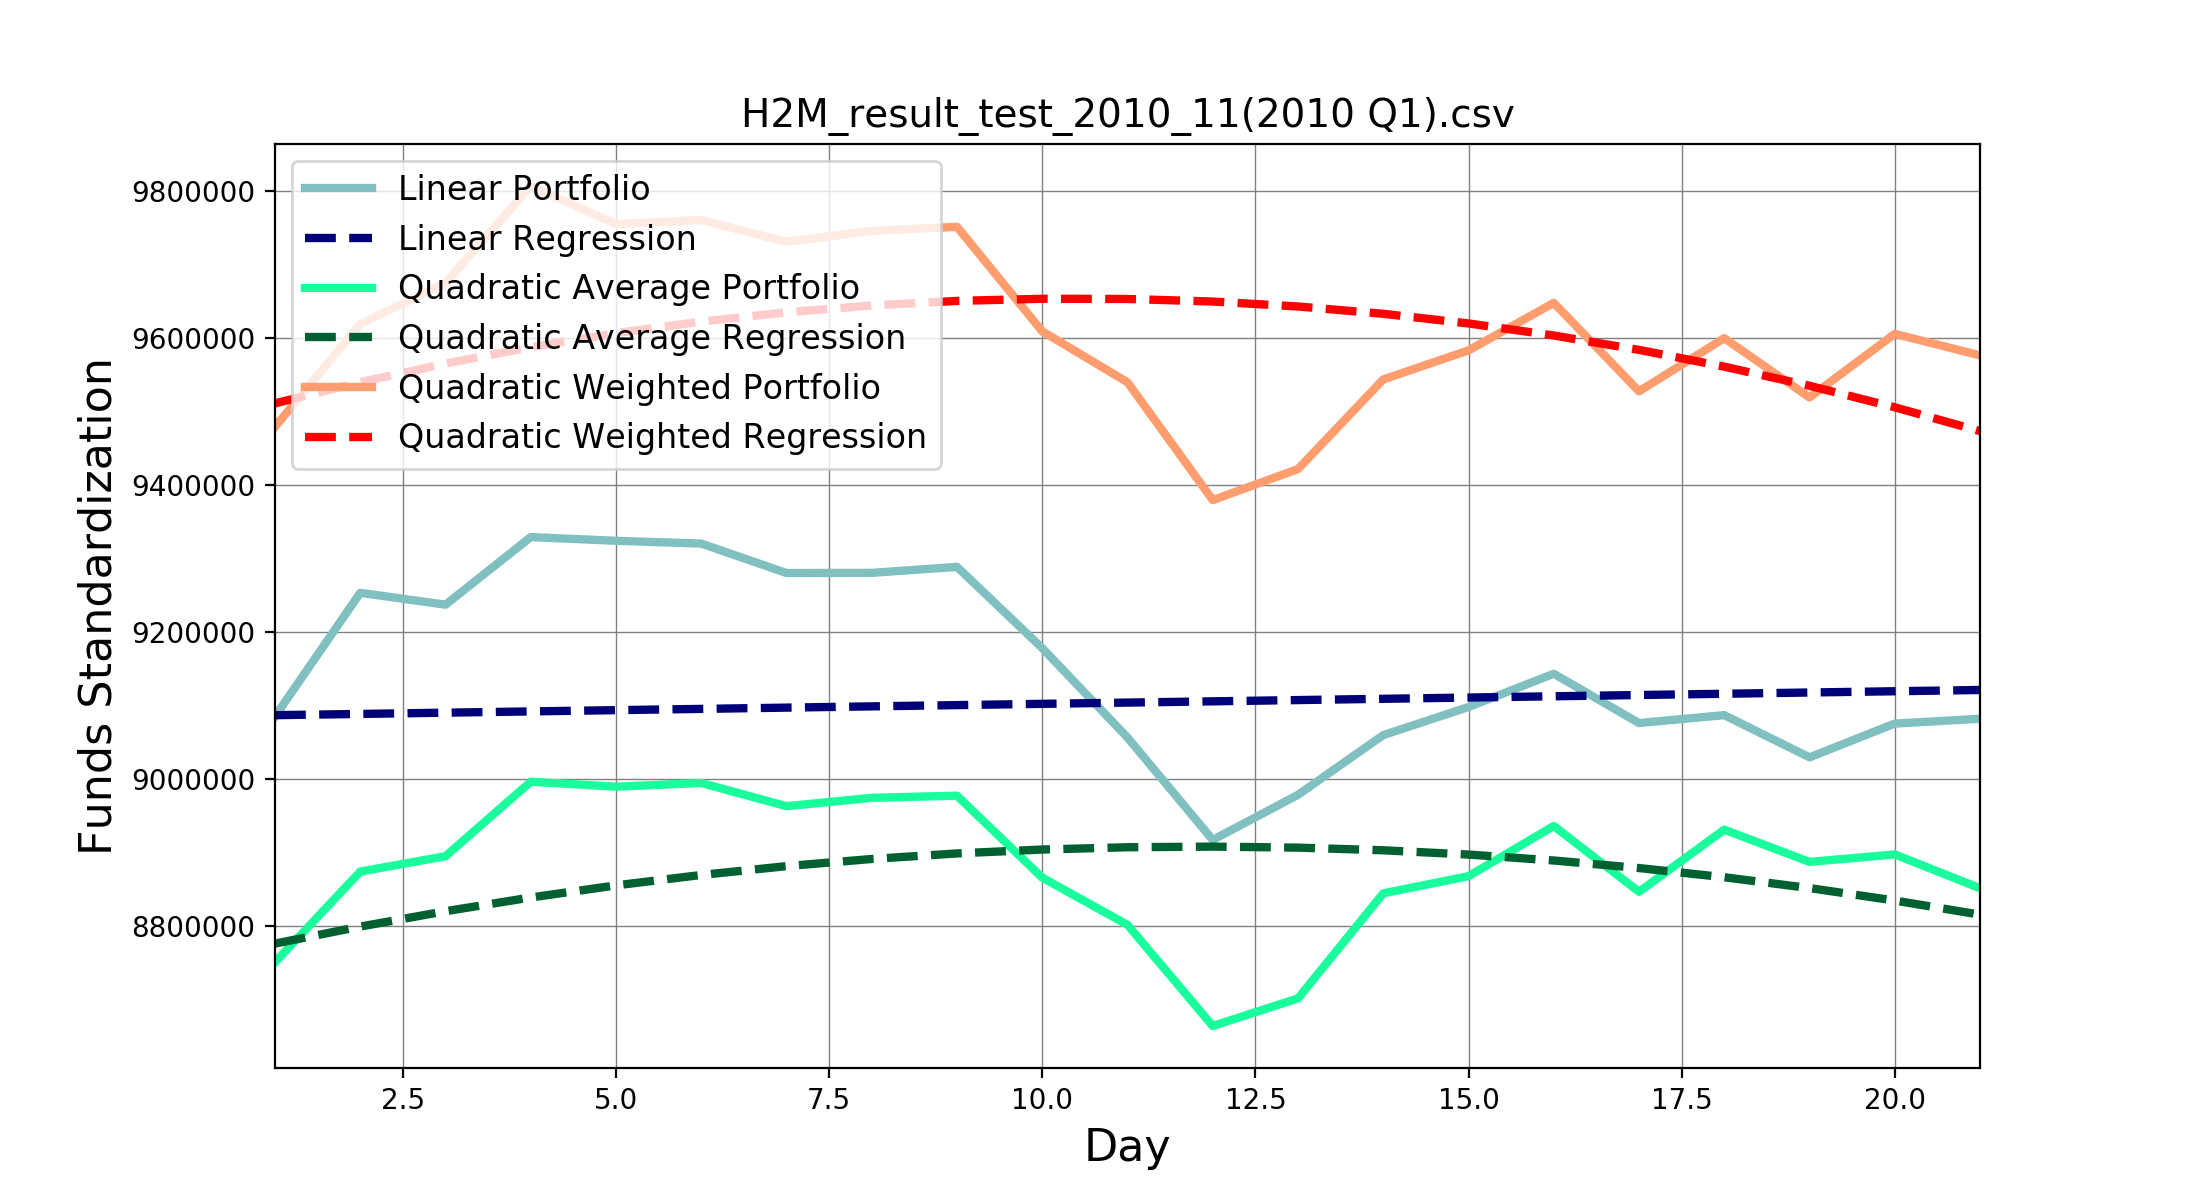 H2M_result_test_2010_11(2010 Q1).csv
Funds Standardization
9800000
9600000
9400000
9200000
9000000
8800000
Linear Portfolio
Linear Regression
Quadratic Average Portfolio
Quadratic Average Regression
Quadratic Weighted Portfolio
Quadratic Weighted Regression
2.5 5.0 7.5 10.0 12.5 15.0 17.5 20.0
Day